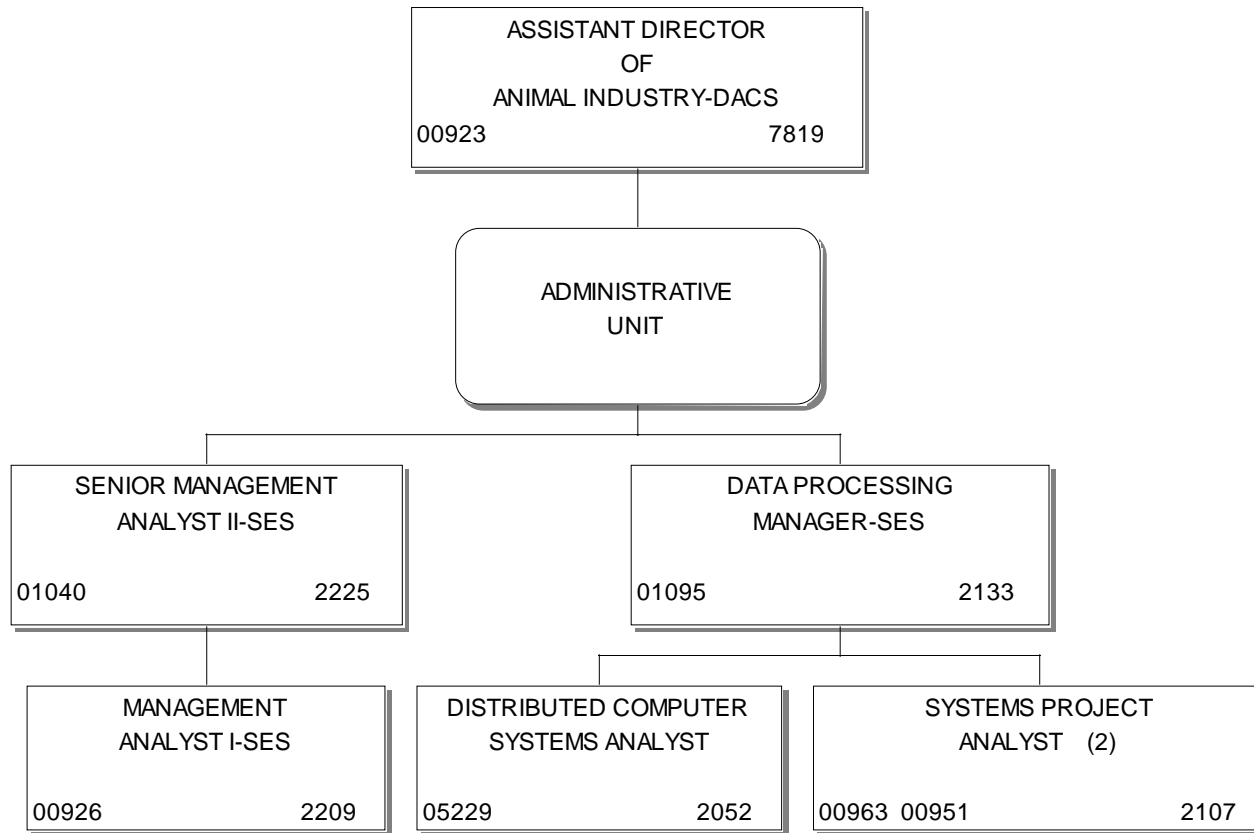 ASSISTANT DIRECTOR
OF
ANIMAL INDUSTRY-DACS
00923 7819
ADMINISTRATIVE
UNIT
SENIOR MANAGEMENT
ANALYST II-SES
01040 2225
DATA PROCESSING
MANAGER-SES
01095 2133
MANAGEMENT
ANALYST I-SES
00926 2209
DISTRIBUTED COMPUTER
SYSTEMS ANALYST
05229 2052
SYSTEMS PROJECT
ANALYST (2)
00963 00951 2107